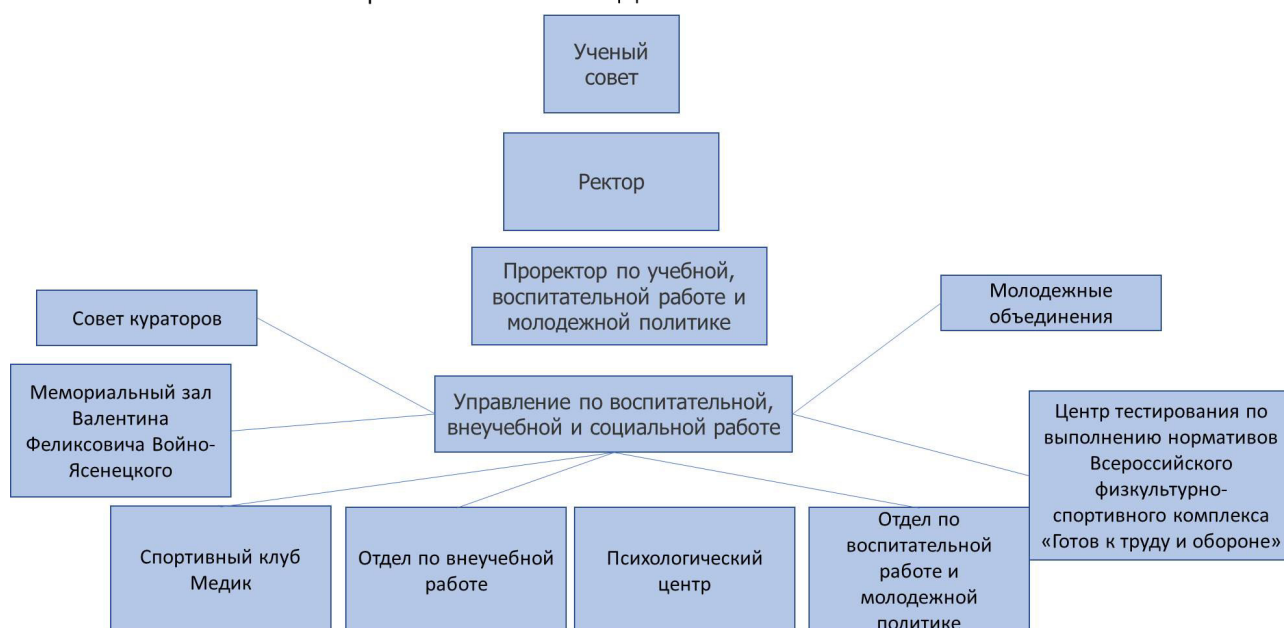 Ученый
совет
Ректор
Проректор по учебной,
воспитательной работе и
молодежной политике
Совет кураторов
Молодежные
объединения
Мемориальный зал
Валентина
Феликсовича Войно-
Ясенецкого
Управление по воспитательной,
внеучебной и социальной работе
Центр тестирования по
выполнению нормативов
Всероссийского
физкультурно-
спортивного комплекса
«Готов к труду и обороне»
Спортивный клуб
Медик
Отдел по внеучебной
работе
Психологический
центр
Отдел по
воспитательной
работе и
молодежной
политике